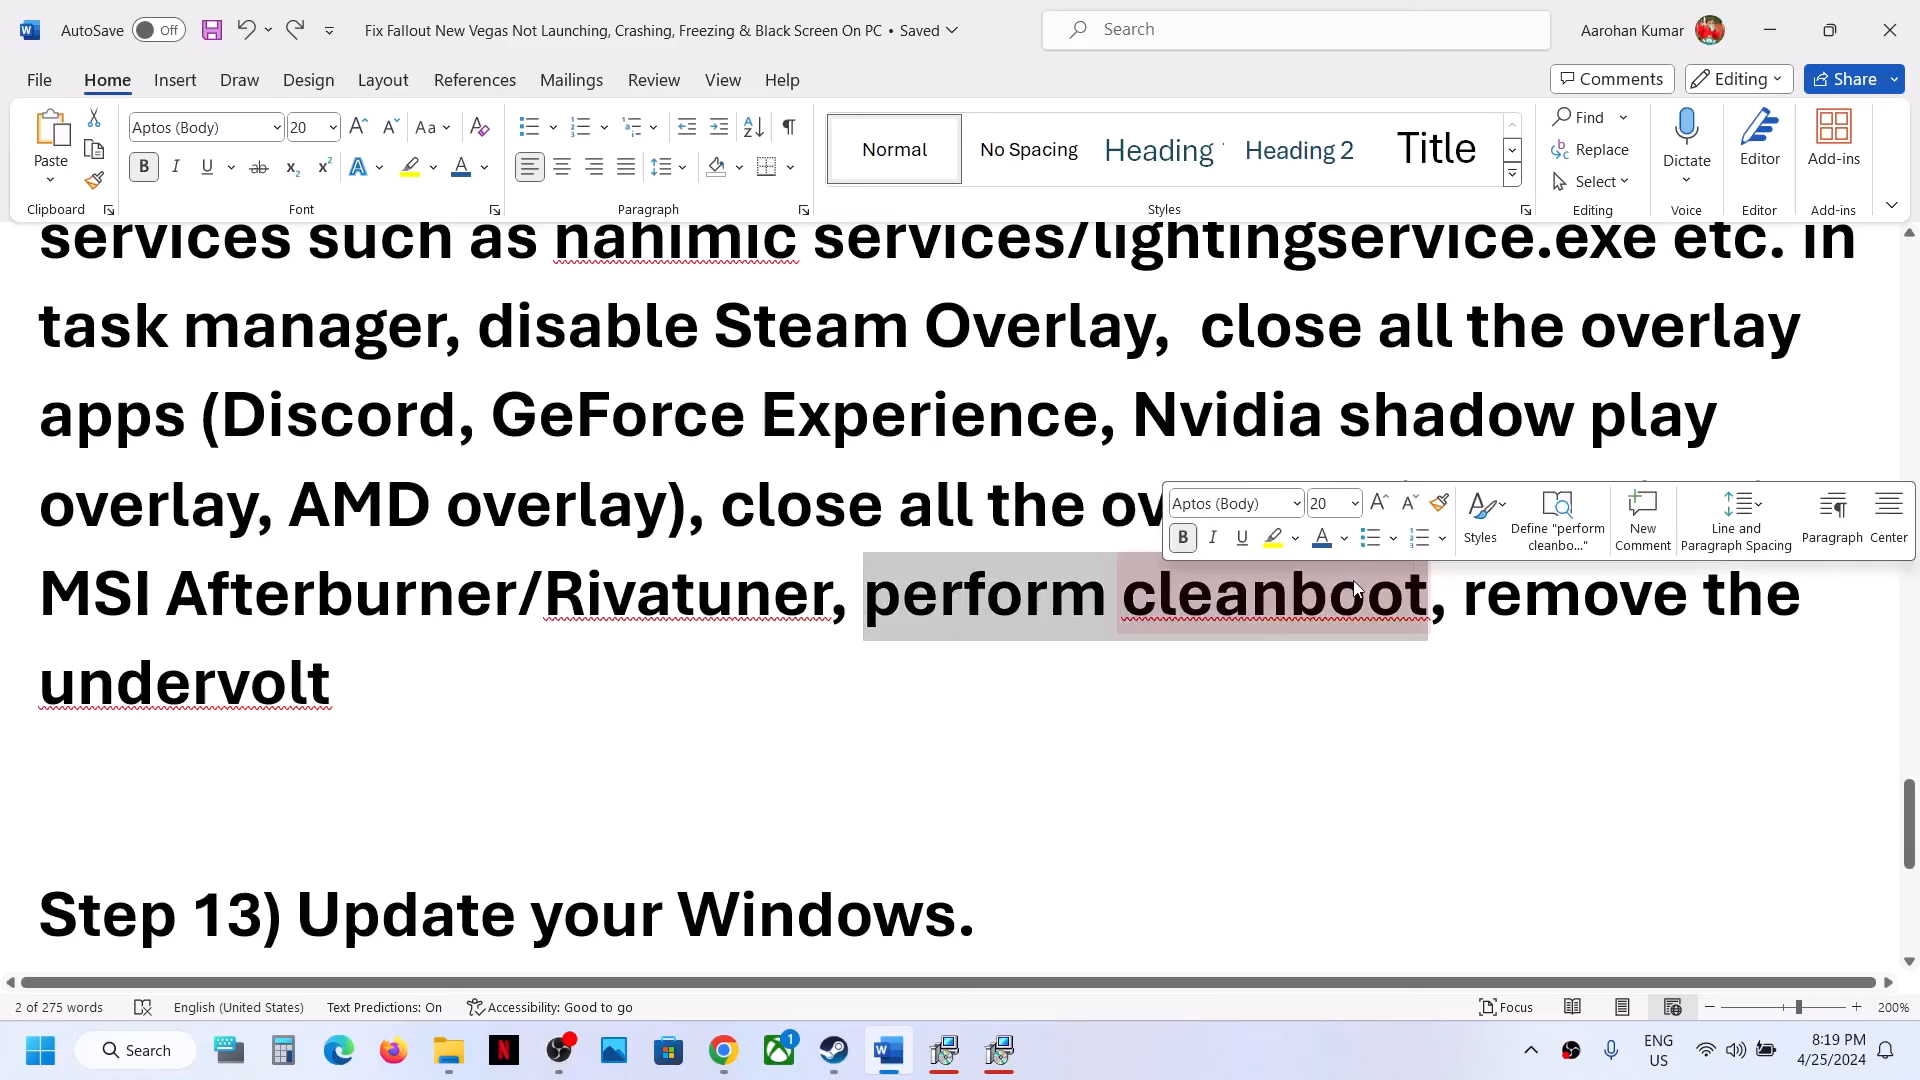 AutoSave Off Fix Fallout New Vegas Not Launching, Crashing, Freezing & Black Screen On PC • Saved Search Aarohan Kumar
File Home Insert Draw Design Layout References Mailings Review View Help Comments Editing Share
Paste Aptos (Body) 20 Aa Normal No Spacing Heading Heading 2 Title Find Replace Select Dictate Editor Add-ins
Clipboard Font Paragraph Styles Editing Voice Editor Add-ins
services such as nahimic services/lightingservice.exe etc. in
task manager, disable Steam Overlay,  close all the overlay
apps (Discord, GeForce Experience, Nvidia shadow play
overlay, AMD overlay), close all the
Aptos (Body) 20 Styles Define "perform cleanbo..." New Comment Line and Paragraph Spacing Paragraph Center
MSI Afterburner/Rivatuner, perform cleanboot, remove the
undervolt
Step 13) Update your Windows.
2 of 275 words English (United States) Text Predictions: On Accessibility: Good to go Focus 200%
Search 1 ENG US 8:19 PM 4/25/2024